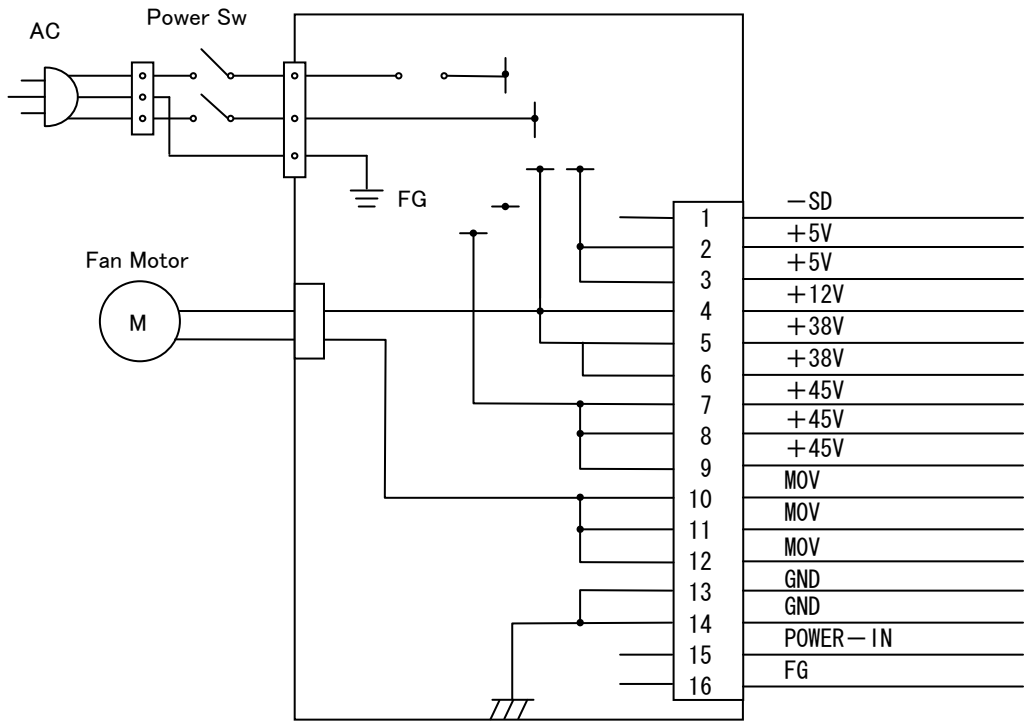 Power Sw
AC
FG
Fan Motor
M
1 －SD
2 ＋5V
3 ＋5V
4 ＋12V
5 ＋38V
6 ＋38V
7 ＋45V
8 ＋45V
9 ＋45V
10 MOV
11 MOV
12 MOV
13 GND
14 GND
15 POWER－IN
16 FG